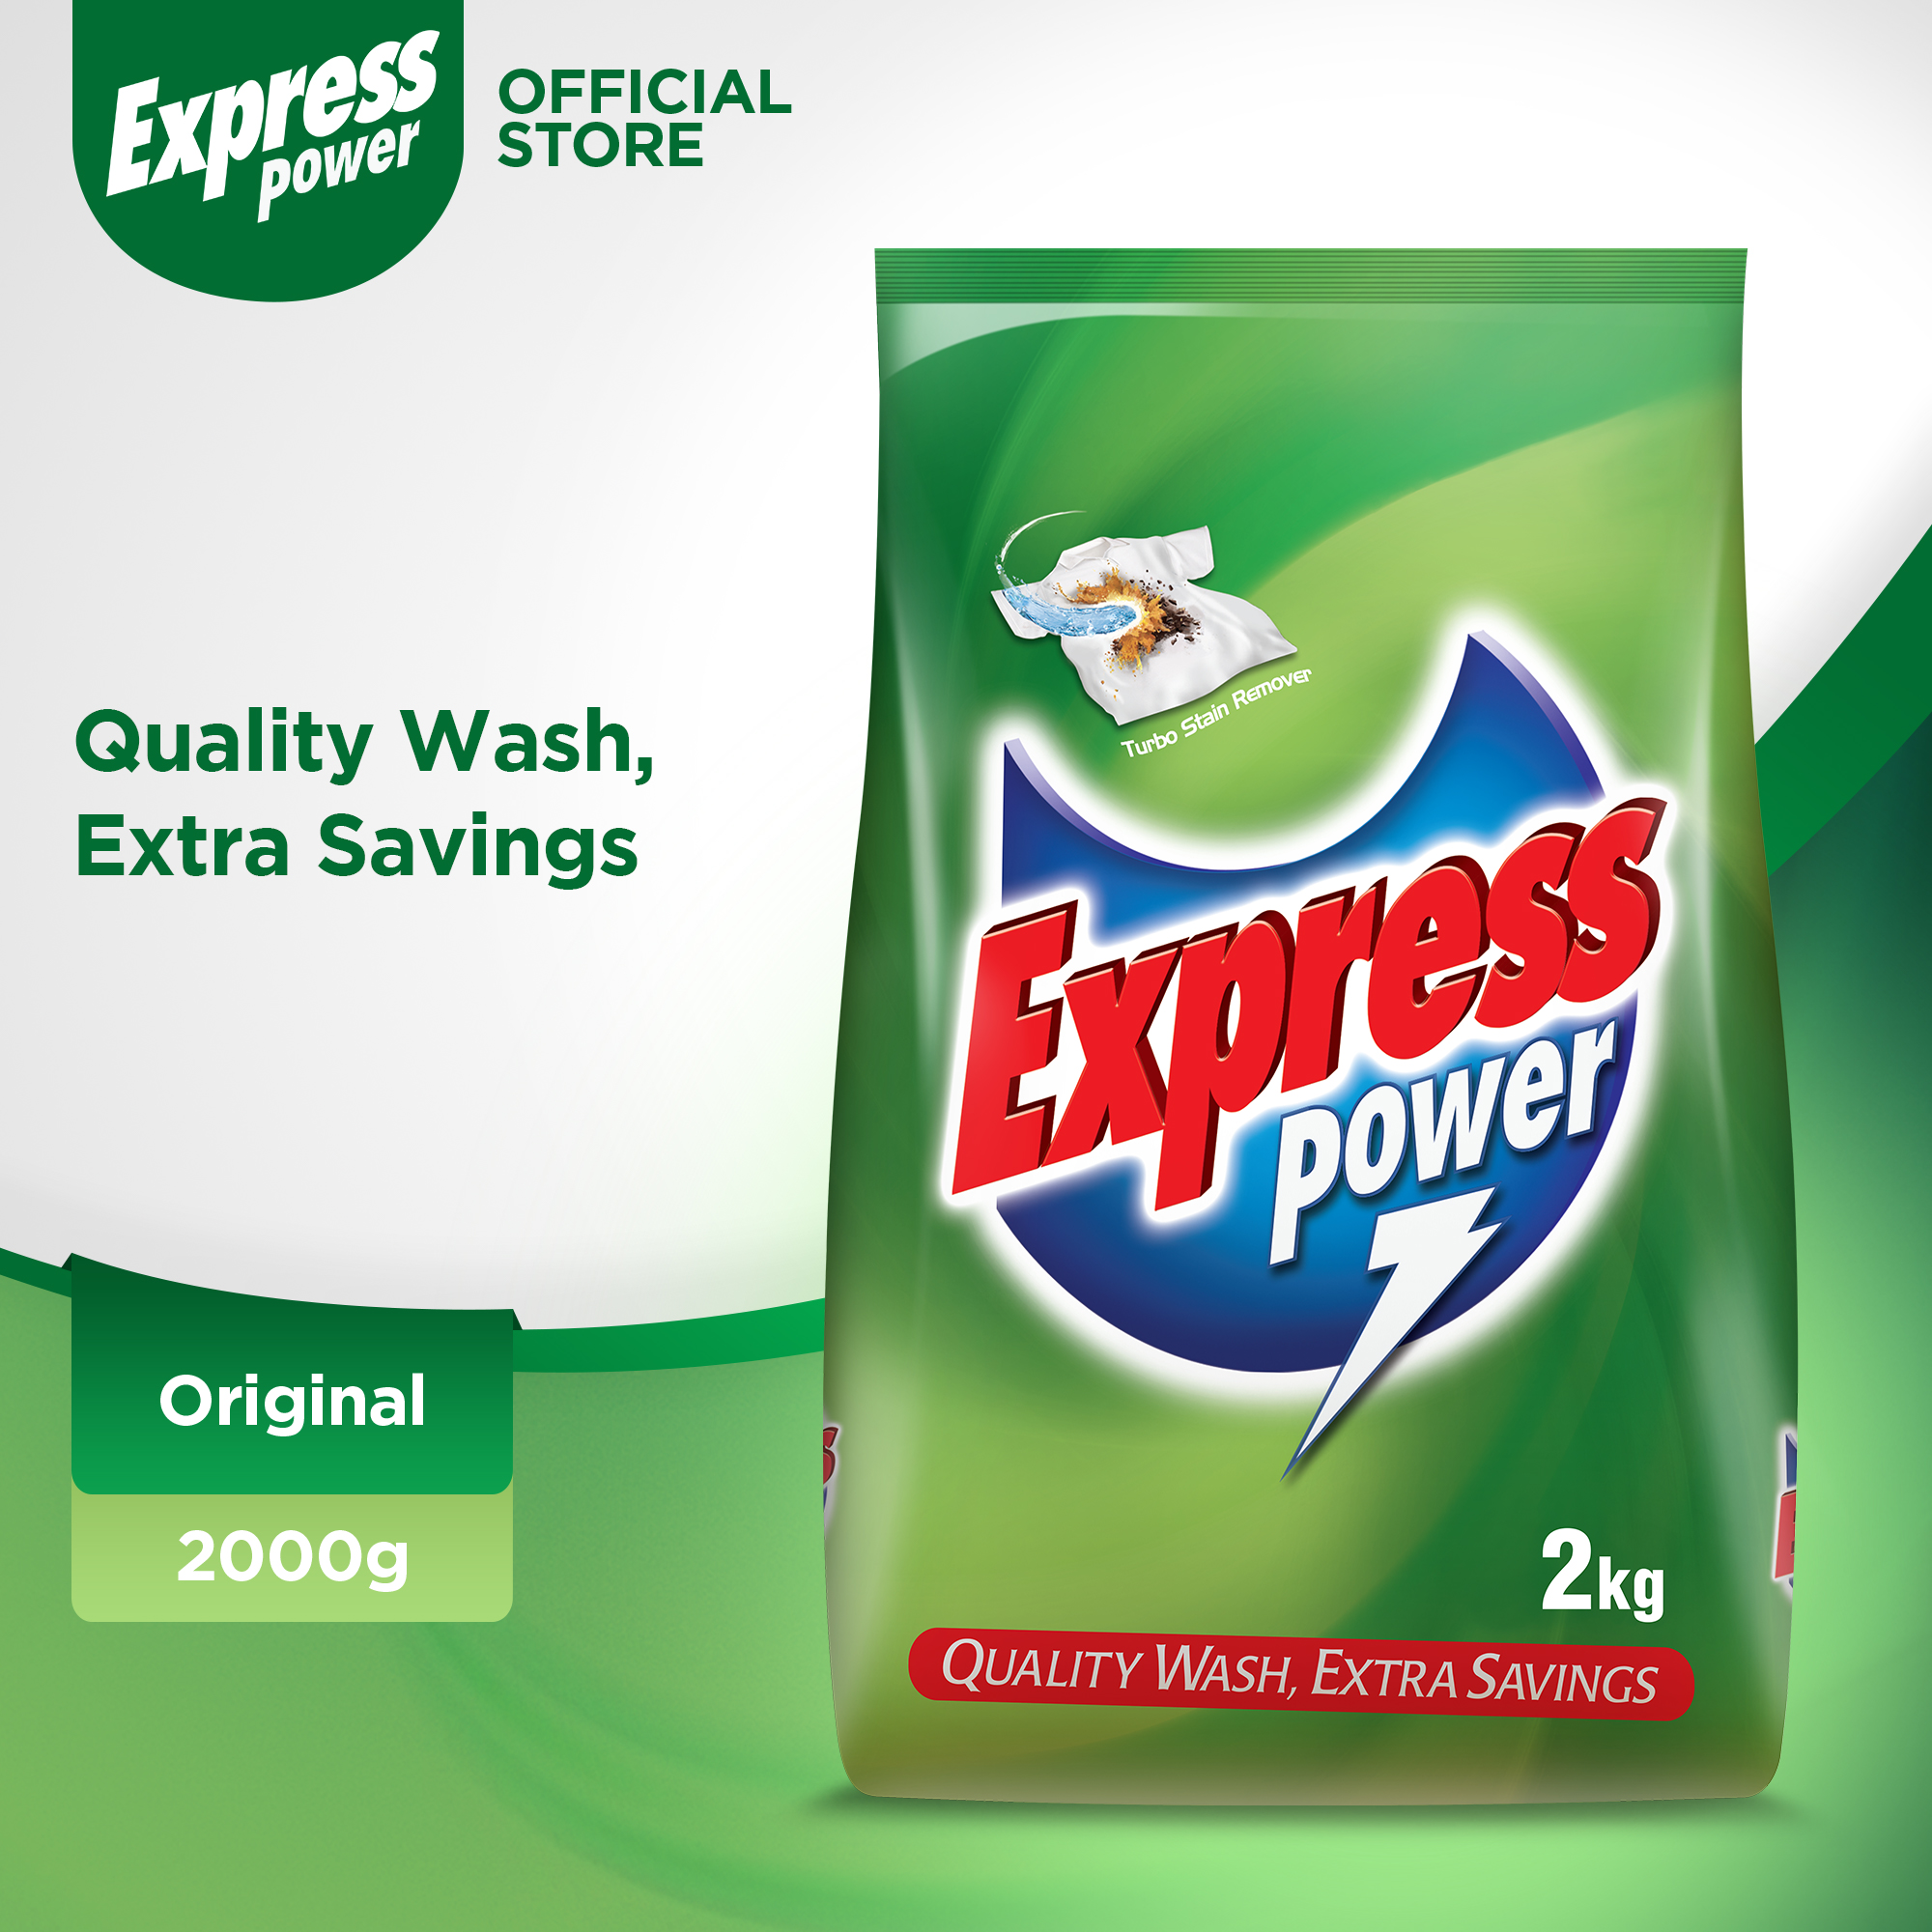 Express
power
OFFICIAL
STORE
Quality Wash,
Extra Savings
Original
2000g
Turbo Stain Remover
Express
power
2kg
QUALITY WASH, EXTRA SAVINGS